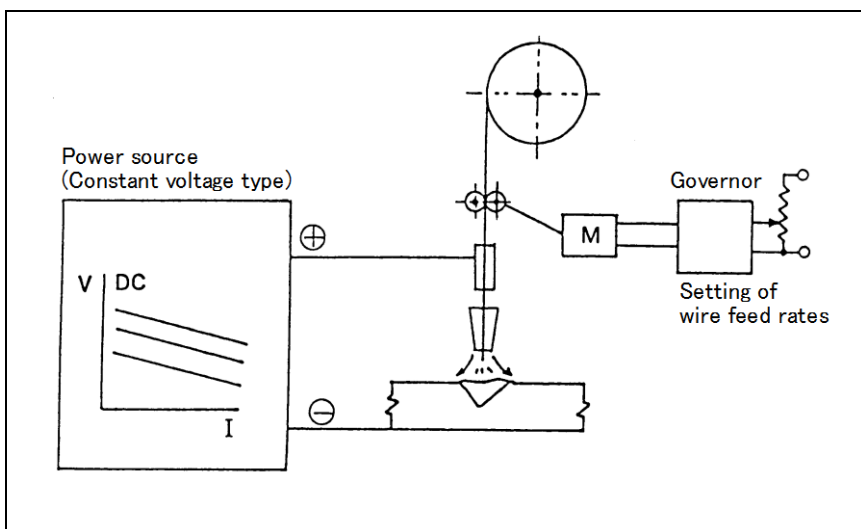 Power source
(Constant voltage type)
⊕
V DC
I
⊖
M
Governor
Setting of
wire feed rates